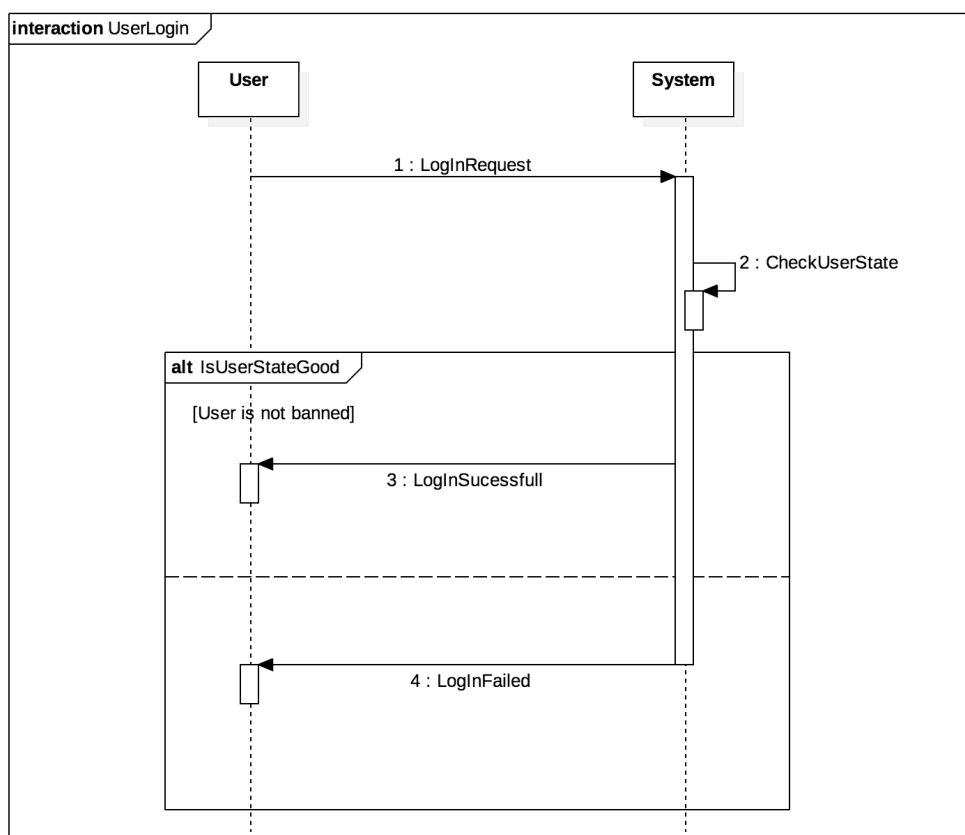 interaction UserLogin
User
System
1 : LogInRequest
2 : CheckUserState
alt IsUserStateGood
[User is not banned]
3 : LogInSucessfull
4 : LogInFailed